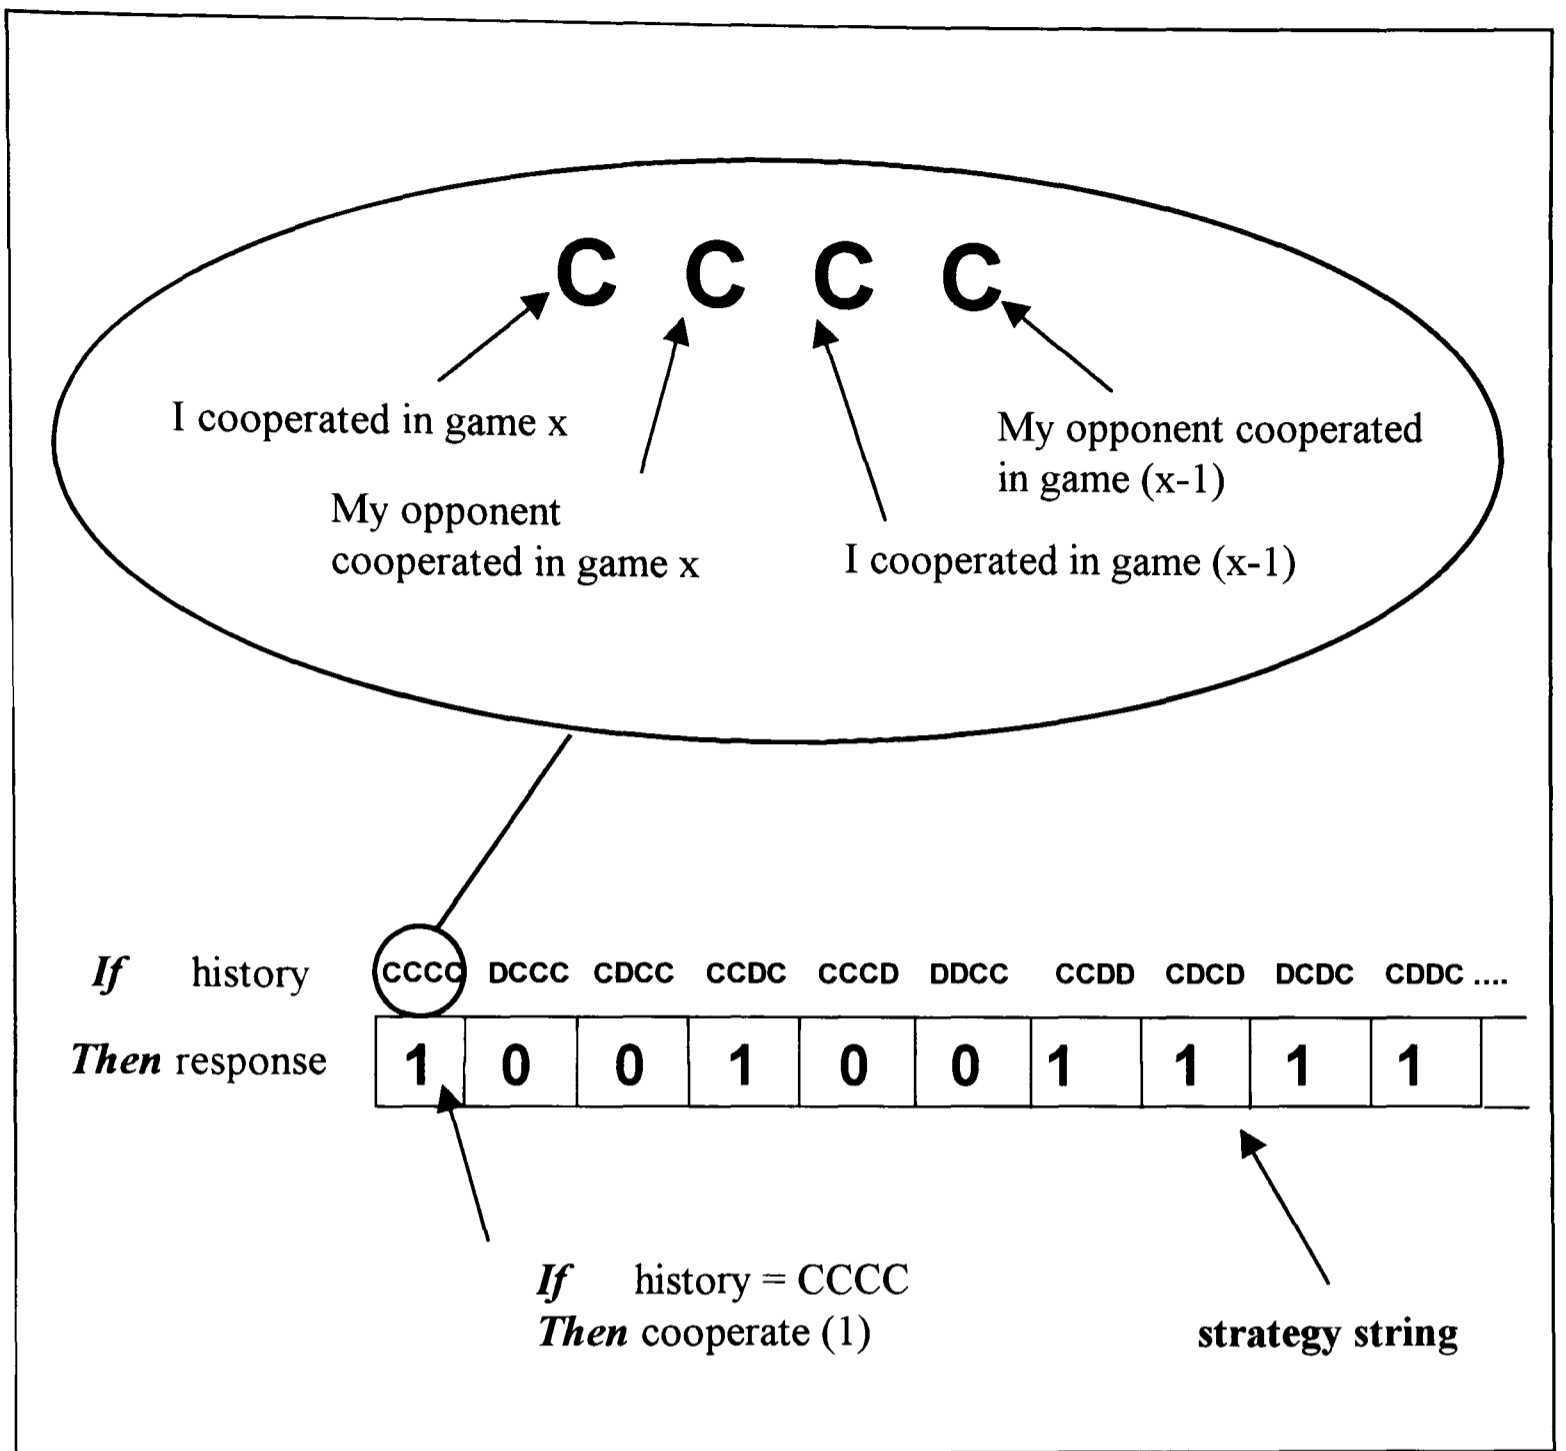 C C C C
I cooperated in game x
My opponent
cooperated in game x
I cooperated in game (x-1)
My opponent cooperated
in game (x-1)
If history CCCC DCCC CDCC CCDC CCCD DDCC CCDD CDCD DCDC CDDC ....
Then response 1 0 0 1 0 0 1 1 1 1
If history = CCCC
Then cooperate (1)
strategy string